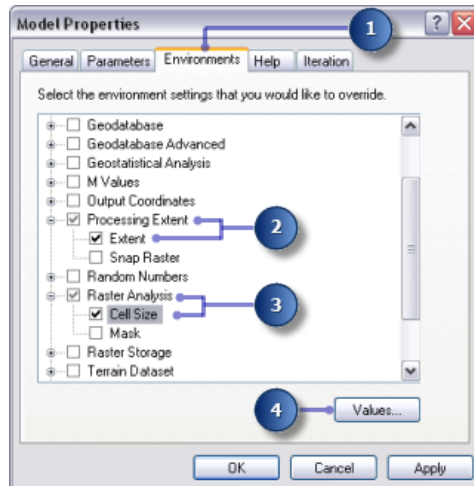 Model Properties
1
General Parameters Environments Help Iteration
Select the environment settings that you would like to override.
Geodatabase
Geodatabase Advanced
Geostatistical Analysis
M Values
Output Coordinates
Processing Extent
2
Extent
Snap Raster
Random Numbers
Raster Analysis
3
Cell Size
Mask
Raster Storage
Terrain Dataset
4
Values...
OK Cancel Apply